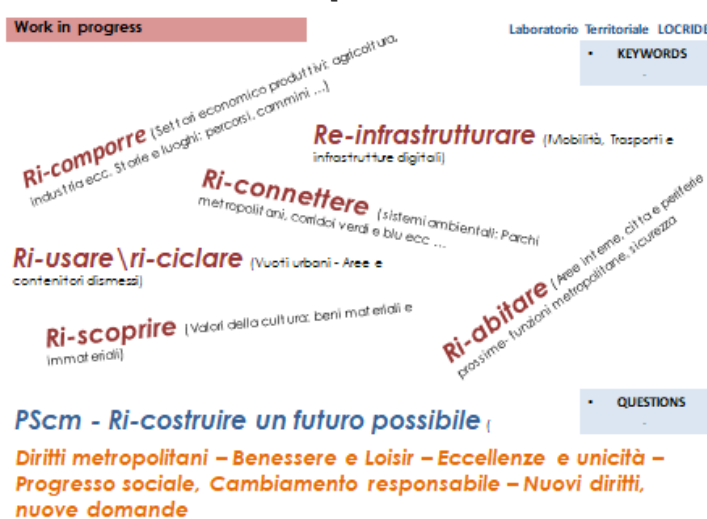 Work in progress
Laboratorio Territoriale LOCRIDE
• KEYWORDS
-
Ri-comporre (Settori economico produttivi: agricoltura,
industria ecc. Storie e luoghi: percorsi, cammini ...)
Re-infrastrutturare (Mobilità, Trasporti e
infrastrutture digitali)
Ri-connettere (sistemi ambientali: Parchi
metropolitani, corridoi verdi e blu ecc ...
Ri-usare\ri-ciclare (Vuoti urbani - Aree e
contenitori dismessi)
Ri-abitare (Aree interne, citta e periferie
prossime- funzioni metropolitane, sicurezza
Ri-scoprire (Valori della cultura: beni materiali e
immateriali)
• QUESTIONS
-
PScm - Ri-costruire un futuro possibile (
Diritti metropolitani – Benessere e Loisir – Eccellenze e unicità –
Progresso sociale, Cambiamento responsabile – Nuovi diritti,
nuove domande